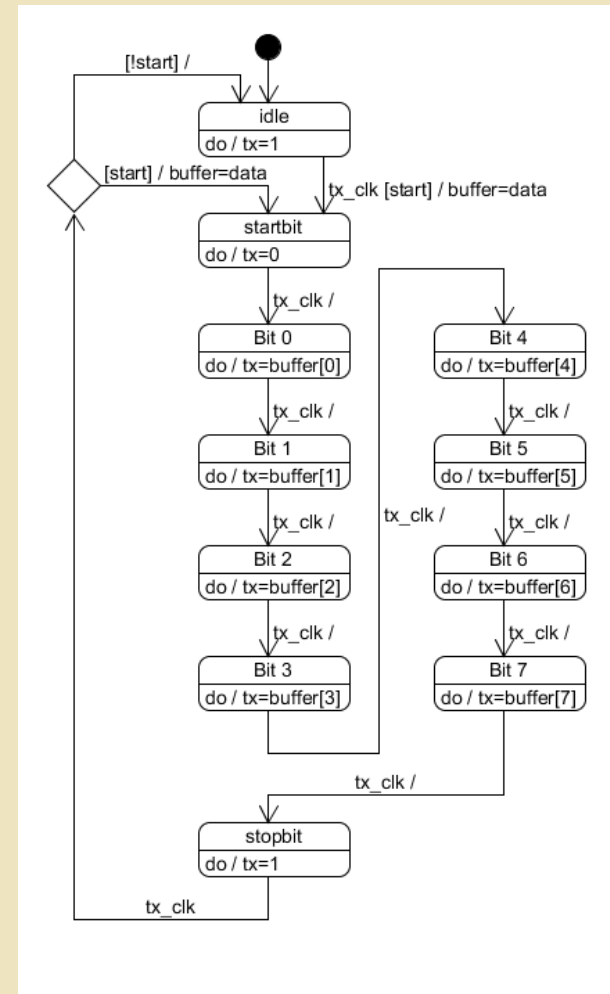 [!start] /
idle
do / tx=1
[start] / buffer=data
tx_clk [start] / buffer=data
startbit
do / tx=0
tx_clk /
Bit 0
do / tx=buffer[0]
tx_clk /
Bit 1
do / tx=buffer[1]
tx_clk /
Bit 2
do / tx=buffer[2]
tx_clk /
Bit 3
do / tx=buffer[3]
tx_clk /
Bit 4
do / tx=buffer[4]
tx_clk /
Bit 5
do / tx=buffer[5]
tx_clk /
Bit 6
do / tx=buffer[6]
tx_clk /
Bit 7
do / tx=buffer[7]
tx_clk /
stopbit
do / tx=1
tx_clk